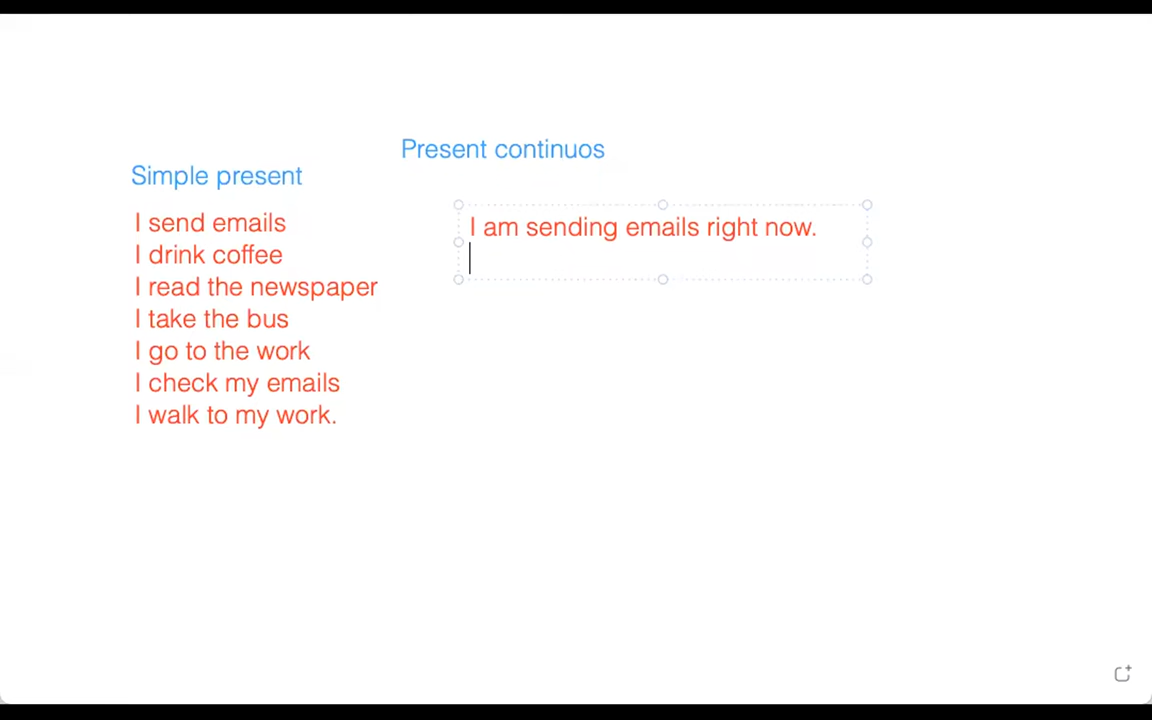 Present continuos
Simple present
I send emails
I drink coffee
I read the newspaper
I take the bus
I go to the work
I check my emails
I walk to my work.
I am sending emails right now.